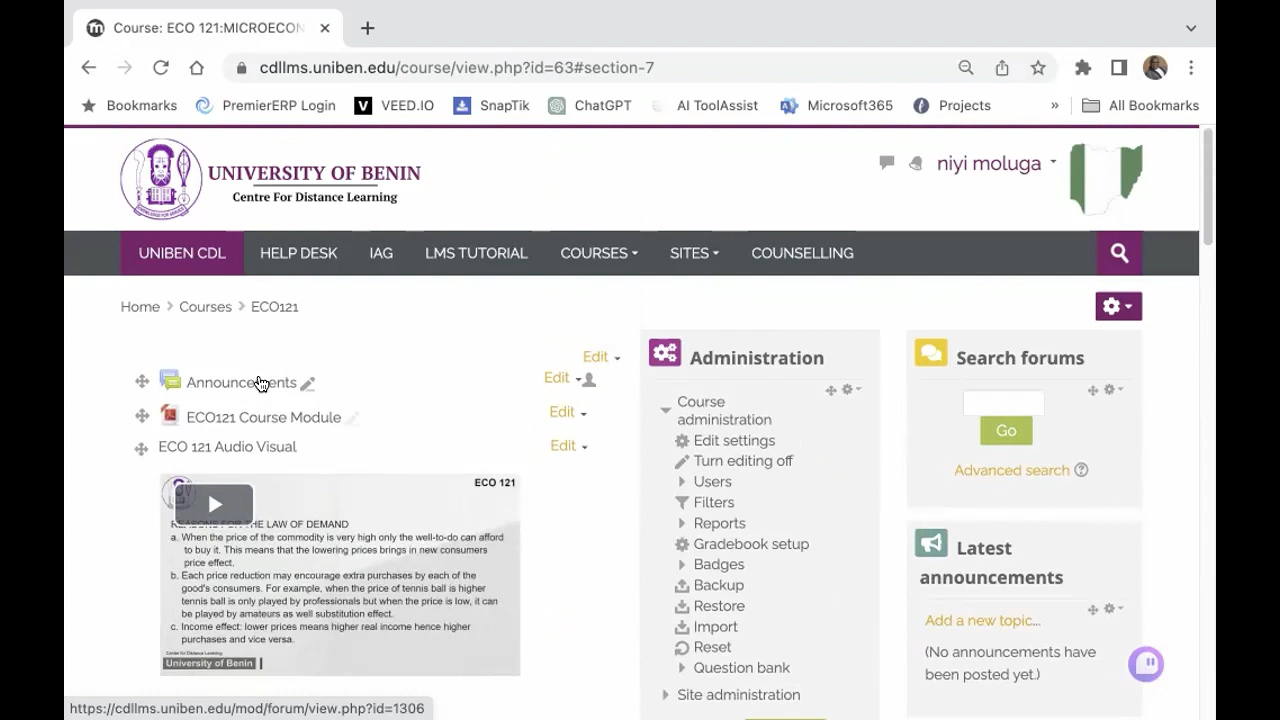 Course: ECO 121:MICROECON
cdllms.uniben.edu/course/view.php?id=63#section-7
Bookmarks PremierERP Login VEED.IO SnapTik ChatGPT AI ToolAssist Microsoft365 Projects » All Bookmarks
UNIVERSITY OF BENIN
Centre For Distance Learning
niyi moluga
UNIBEN CDL HELP DESK IAG LMS TUTORIAL COURSES SITES COUNSELLING
Home > Courses > ECO121
Edit
Announcements Edit
ECO121 Course Module Edit
ECO 121 Audio Visual Edit
ECO 121
REASONS FOR THE LAW OF DEMAND
a. When the price of the commodity is very high only the well-to-do can afford
to buy it. This means that the lowering prices brings in new consumers
price effect.
b. Each price reduction may encourage extra purchases by each of the
good's consumers. For example, when the price of tennis ball is higher
tennis ball is only played by professionals but when the price is low, it can
be played by amateurs as well substitution effect.
c. Income effect: lower prices means higher real income hence higher
purchases and vice versa.
Centre for Distance Learning
University of Benin
Administration
Course
administration
Edit settings
Turn editing off
Users
Filters
Reports
Gradebook setup
Badges
Backup
Restore
Import
Reset
Question bank
Site administration
Search forums
Go
Advanced search
Latest
announcements
Add a new topic...
(No announcements have
been posted yet.)
https://cdllms.uniben.edu/mod/forum/view.php?id=1306